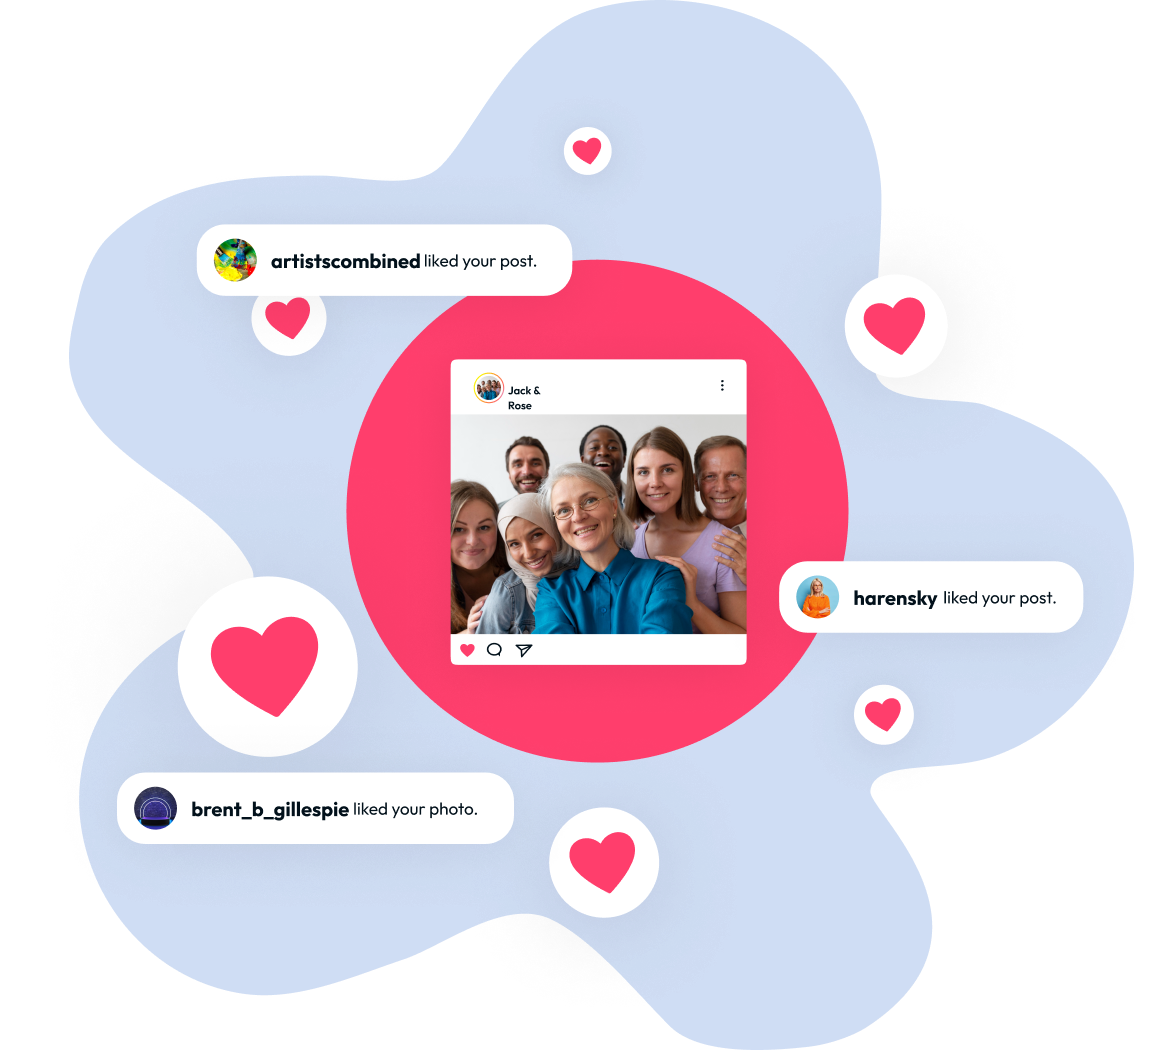 artistscombined liked your post.
Jack &
Rose
harensky liked your post.
brent_b_gillespie liked your photo.